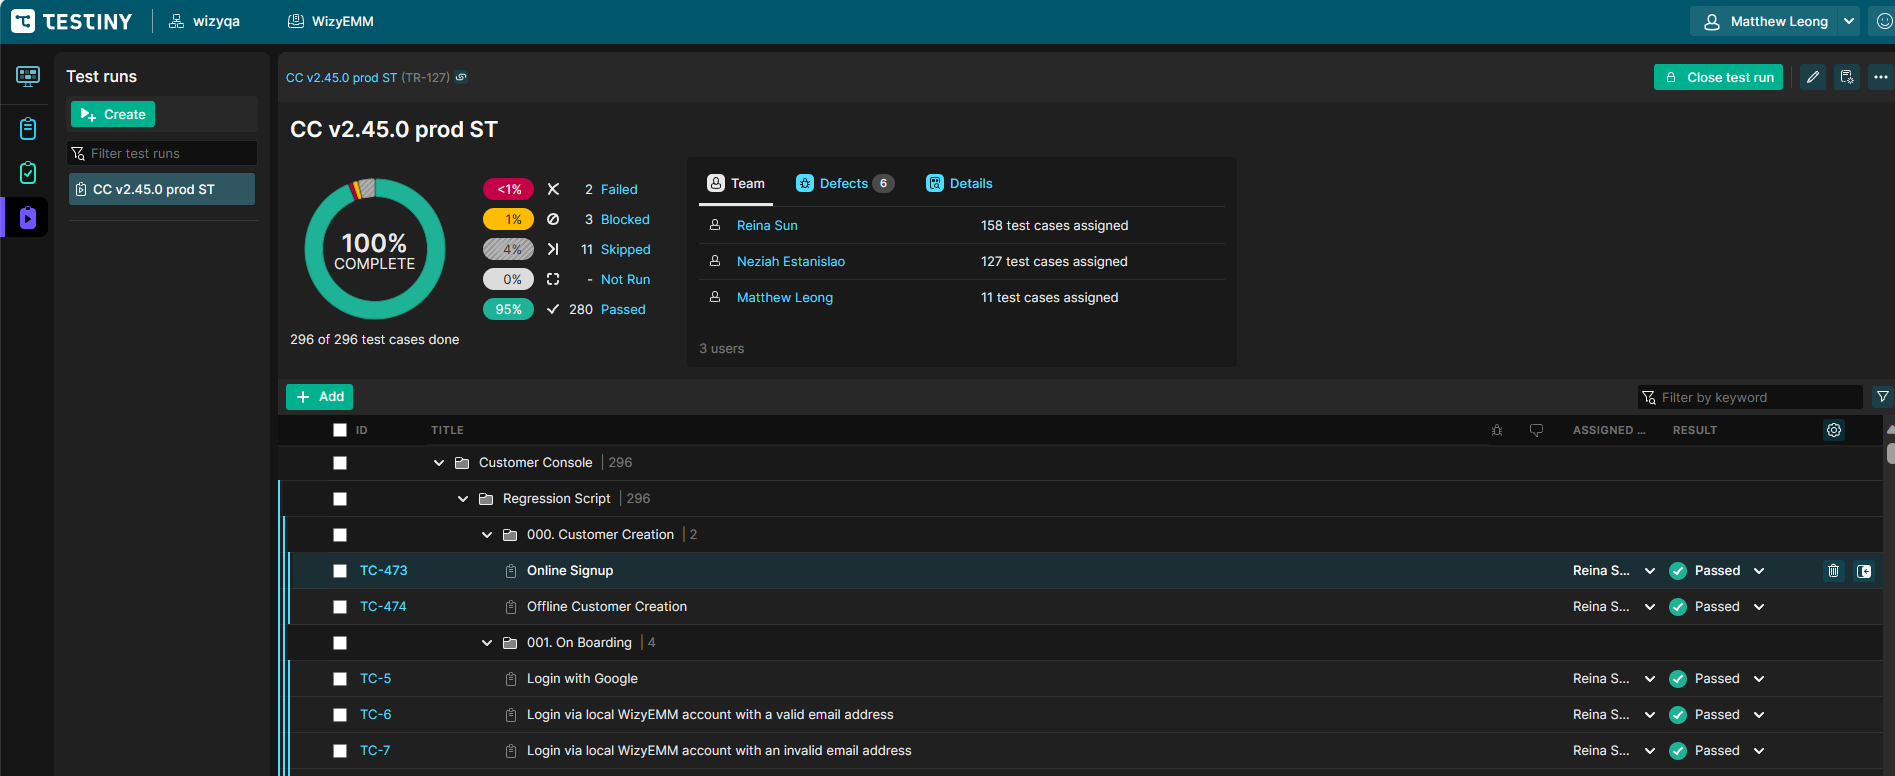 TESTINY
wizyqa
WizyEMM
Matthew Leong
Test runs
Create
Filter test runs
CC v2.45.0 prod ST
CC v2.45.0 prod ST (TR-127)
Close test run
CC v2.45.0 prod ST
100%
COMPLETE
296 of 296 test cases done
<1% 2 Failed
1% 3 Blocked
4% 11 Skipped
0% - Not Run
95% 280 Passed
Team Defects 6 Details
Reina Sun 158 test cases assigned
Neziah Estanislao 127 test cases assigned
Matthew Leong 11 test cases assigned
3 users
Add
Filter by keyword
ID TITLE ASSIGNED ... RESULT
Customer Console 296
Regression Script 296
000. Customer Creation 2
TC-473 Online Signup Reina S... Passed
TC-474 Offline Customer Creation Reina S... Passed
001. On Boarding 4
TC-5 Login with Google Reina S... Passed
TC-6 Login via local WizyEMM account with a valid email address Reina S... Passed
TC-7 Login via local WizyEMM account with an invalid email address Reina S... Passed